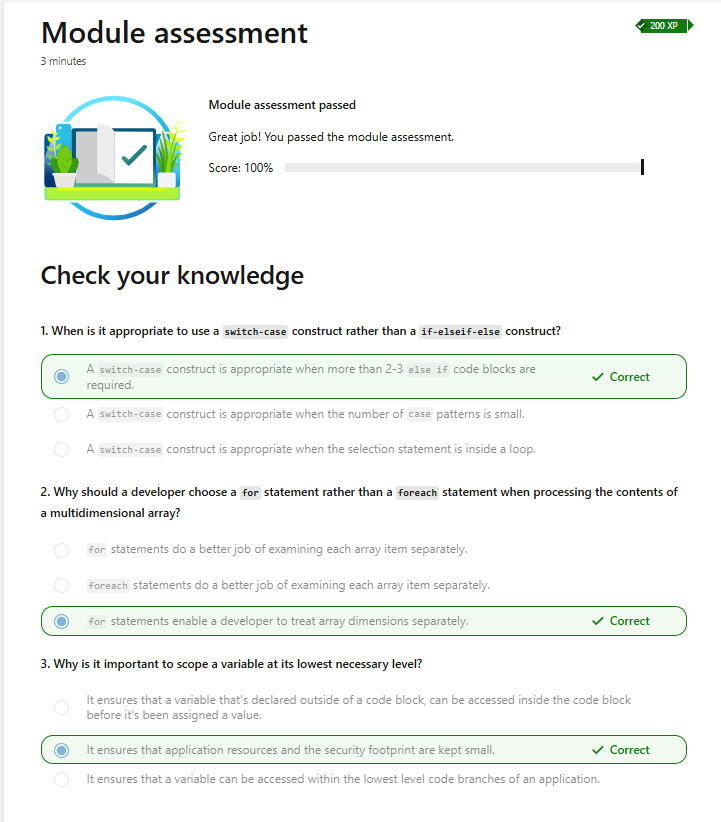 Module assessment
200 XP
3 minutes
Module assessment passed
Great job! You passed the module assessment.
Score: 100%
Check your knowledge
1. When is it appropriate to use a switch-case construct rather than a if-elseif-else construct?
A switch-case construct is appropriate when more than 2-3 else if code blocks are
required.
Correct
A switch-case construct is appropriate when the number of case patterns is small.
A switch-case construct is appropriate when the selection statement is inside a loop.
2. Why should a developer choose a for statement rather than a foreach statement when processing the contents of
a multidimensional array?
for statements do a better job of examining each array item separately.
foreach statements do a better job of examining each array item separately.
for statements enable a developer to treat array dimensions separately.
Correct
3. Why is it important to scope a variable at its lowest necessary level?
It ensures that a variable that's declared outside of a code block, can be accessed inside the code block
before it's been assigned a value.
It ensures that application resources and the security footprint are kept small.
Correct
It ensures that a variable can be accessed within the lowest level code branches of an application.